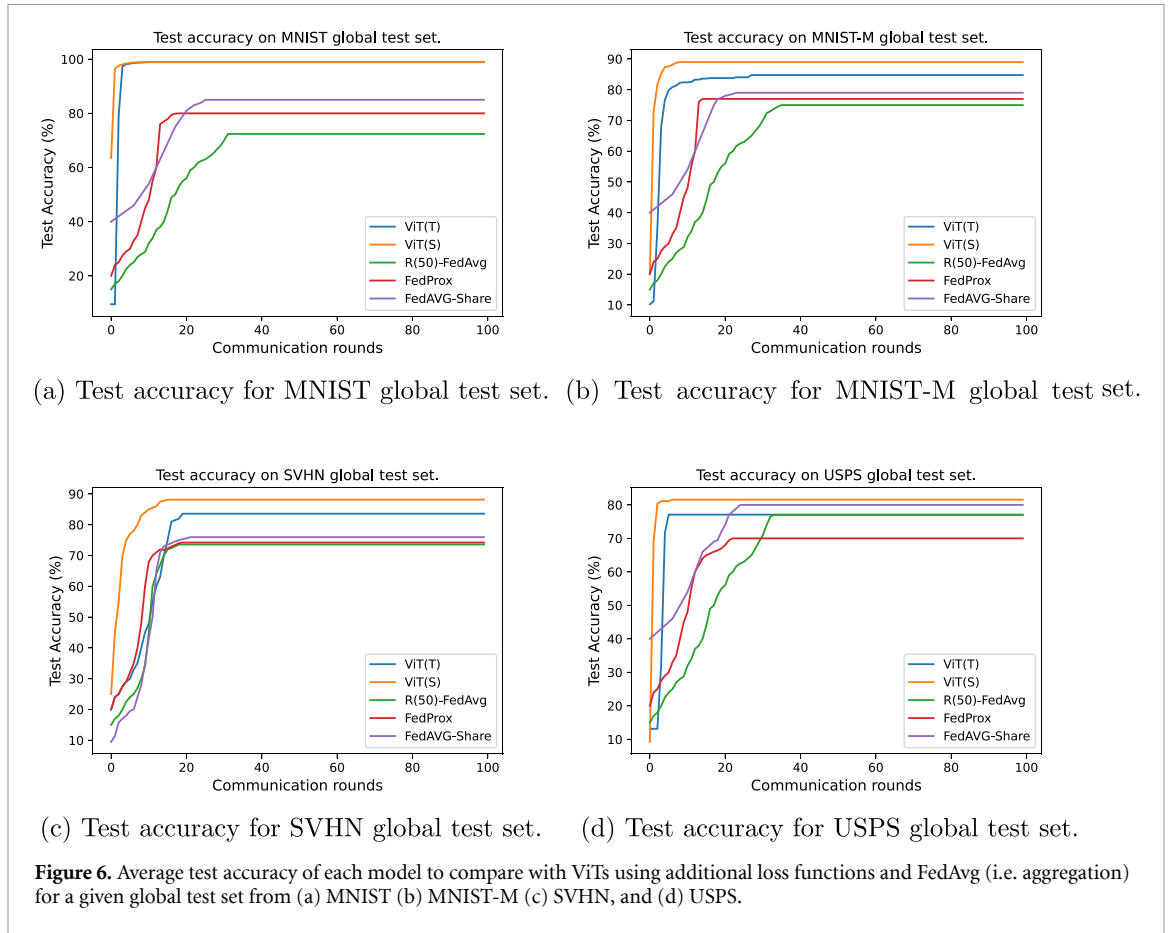 Test accuracy on MNIST global test set.
100
80
60
40
20
Test Accuracy (%)
0 20 40 60 80 100
Communication rounds
ViT(T)
ViT(S)
R(50)-FedAvg
FedProx
FedAVG-Share
(a) Test accuracy for MNIST global test set.
Test accuracy on MNIST-M global test set.
90
80
70
60
50
40
30
20
10
Test Accuracy (%)
0 20 40 60 80 100
Communication rounds
ViT(T)
ViT(S)
R(50)-FedAvg
FedProx
FedAVG-Share
(b) Test accuracy for MNIST-M global test set.
Test accuracy on SVHN global test set.
90
80
70
60
50
40
30
20
10
Test Accuracy (%)
0 20 40 60 80 100
Communication rounds
ViT(T)
ViT(S)
R(50)-FedAvg
FedProx
FedAVG-Share
(c) Test accuracy for SVHN global test set.
Test accuracy on USPS global test set.
80
70
60
50
40
30
20
10
Test Accuracy (%)
0 20 40 60 80 100
Communication rounds
ViT(T)
ViT(S)
R(50)-FedAvg
FedProx
FedAVG-Share
(d) Test accuracy for USPS global test set.
Figure 6. Average test accuracy of each model to compare with ViTs using additional loss functions and FedAvg (i.e. aggregation)
for a given global test set from (a) MNIST (b) MNIST-M (c) SVHN, and (d) USPS.